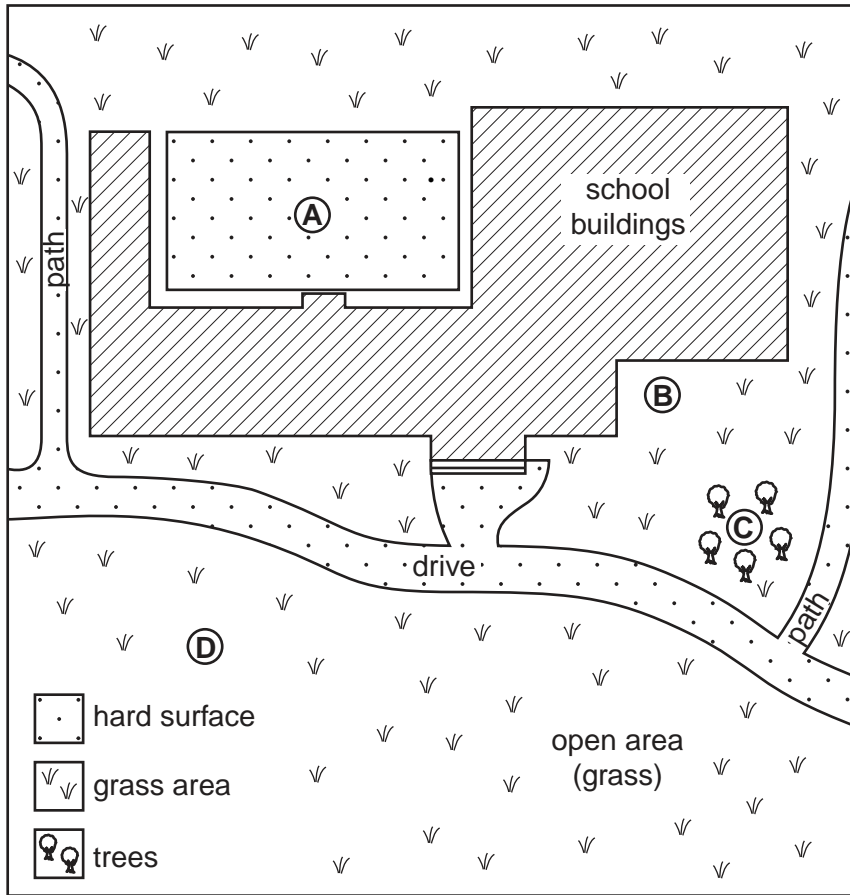 A
school
buildings
path
B
C
drive
path
D
hard surface
open area
(grass)
grass area
trees